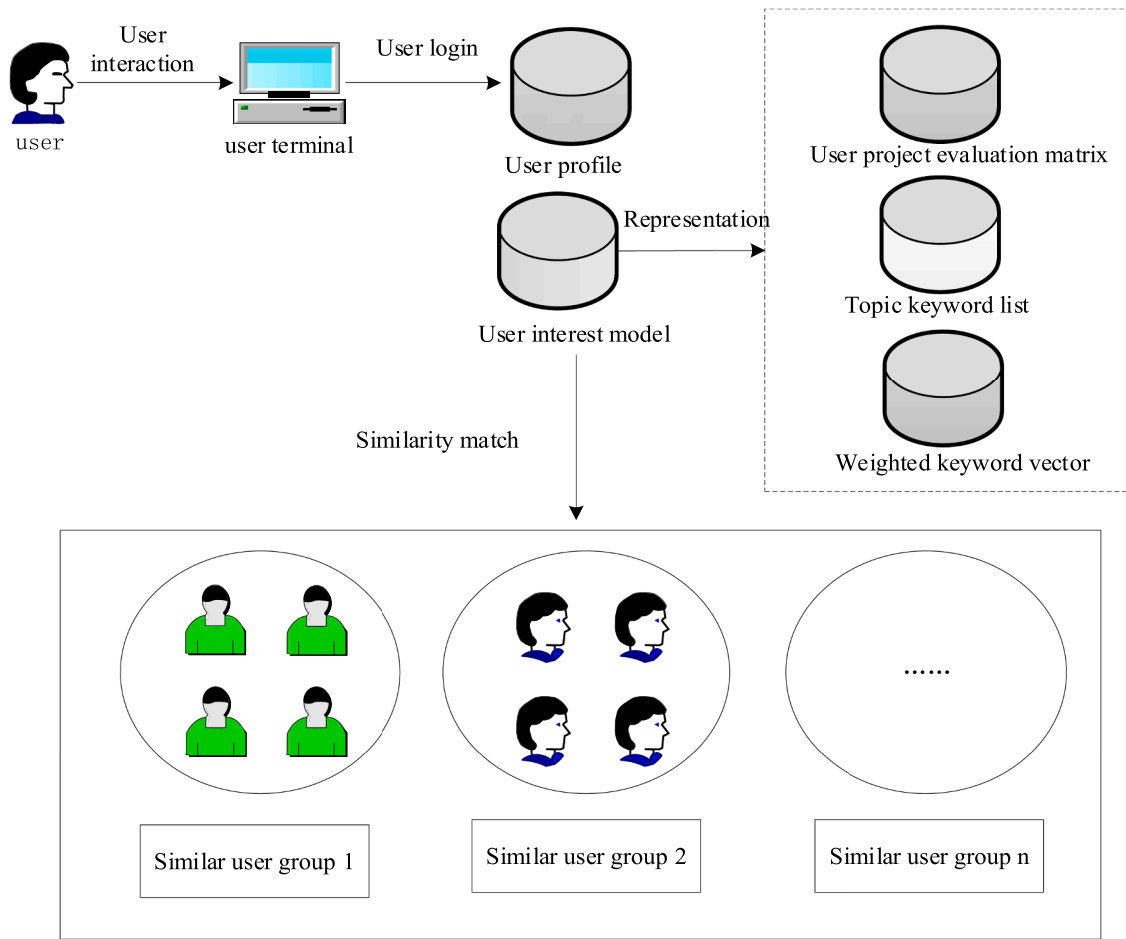 User
interaction
User login
user
user terminal
User profile
User project evaluation matrix
Representation
Topic keyword list
User interest model
Weighted keyword vector
Similarity match
......
Similar user group 1
Similar user group 2
Similar user group n